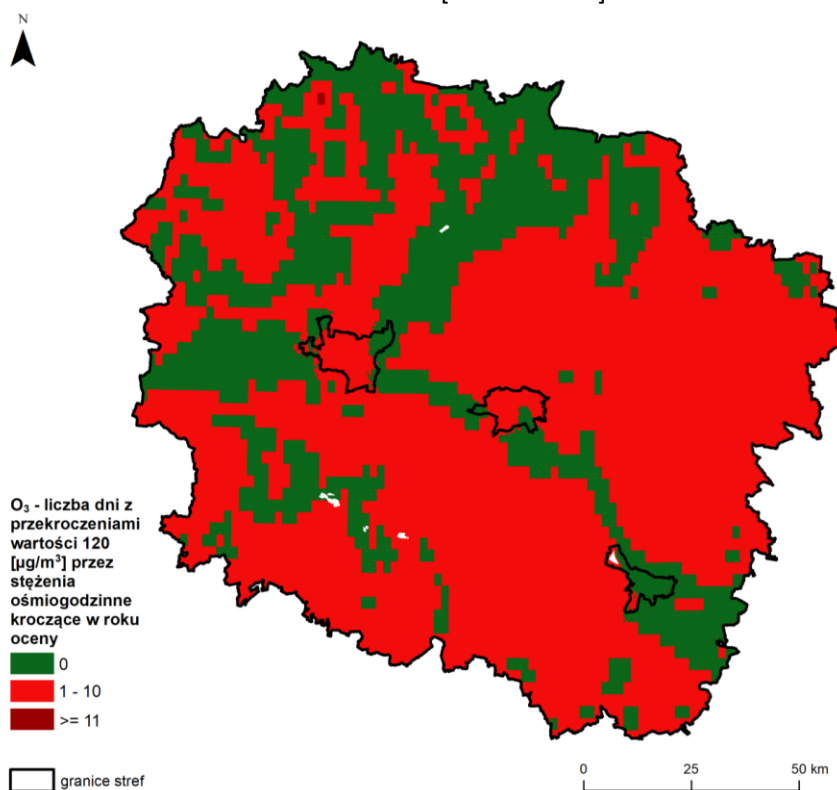 N
O₃ - liczba dni z
przekroczeniami
wartości 120
[µg/m³] przez
stężenia
ośmiogodzinne
kroczące w roku
oceny
0
1 - 10
>= 11
granice stref
0 25 50 km